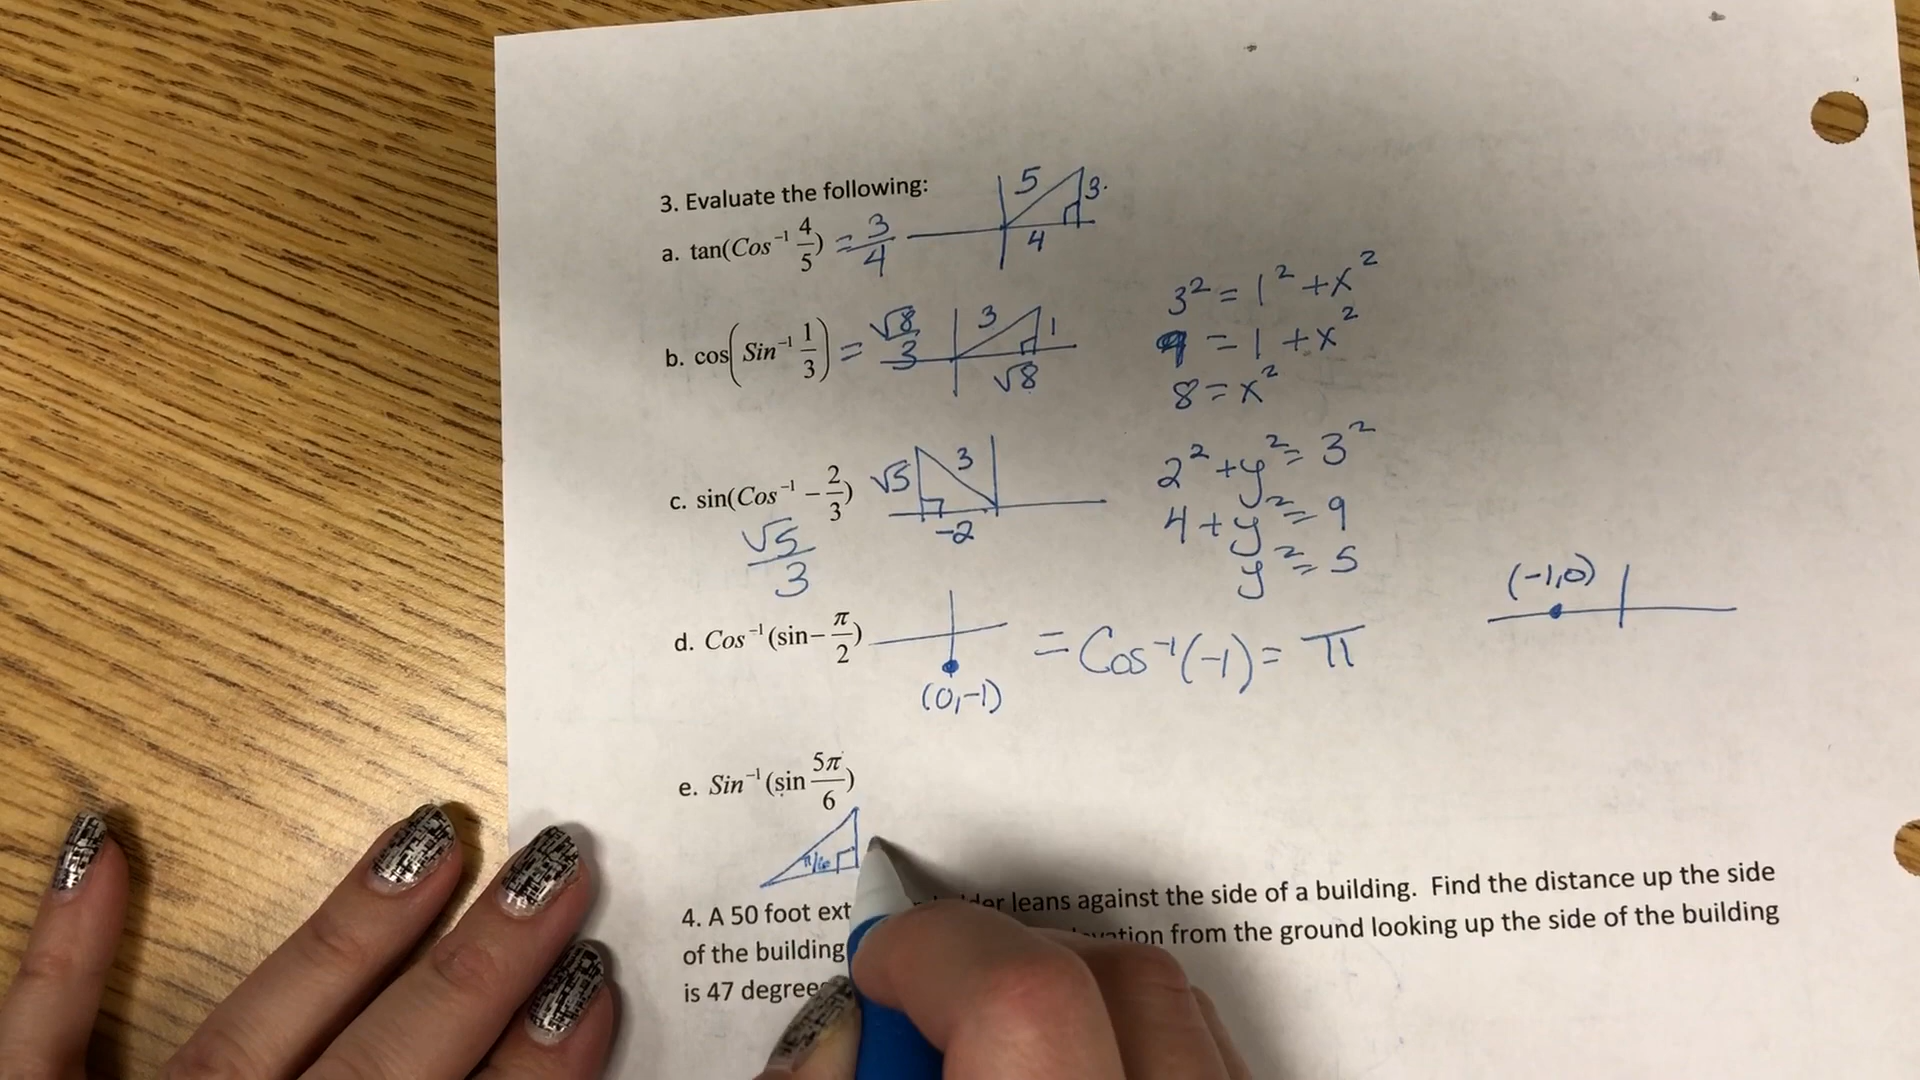 3. Evaluate the following:
a. tan(Cos⁻¹ 4/5) = 3/4
5
3
4
b. cos(Sin⁻¹ 1/3) = √8/3
3
1
√8
3² = 1² + x²
9 = 1 + x²
8 = x²
c. sin(Cos⁻¹ - 2/3)
√5/3
√5
3
-2
2² + y² = 3²
4 + y² = 9
y² = 5
d. Cos⁻¹(sin - π/2)
(0,-1)
= Cos⁻¹(-1) = π
(-1,0)
e. Sin⁻¹(sin 5π/6)
π/6
4. A 50 foot leans against the side of a building. Find the distance up the side
of the building from the ground looking up the side of the building
is 47